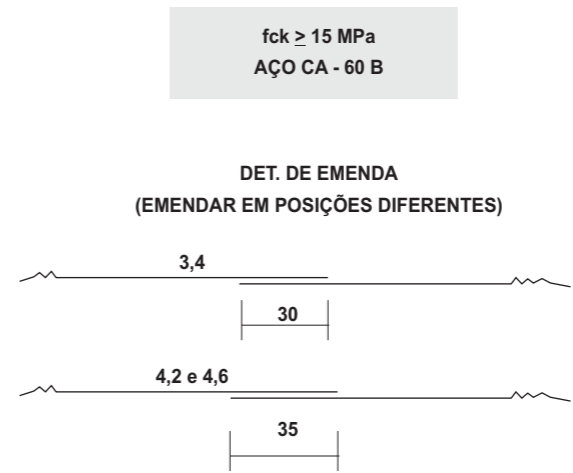 fck ≥ 15 MPa
AÇO CA - 60 B
DET. DE EMENDA
(EMENDAR EM POSIÇÕES DIFERENTES)
3,4
30
4,2 e 4,6
35